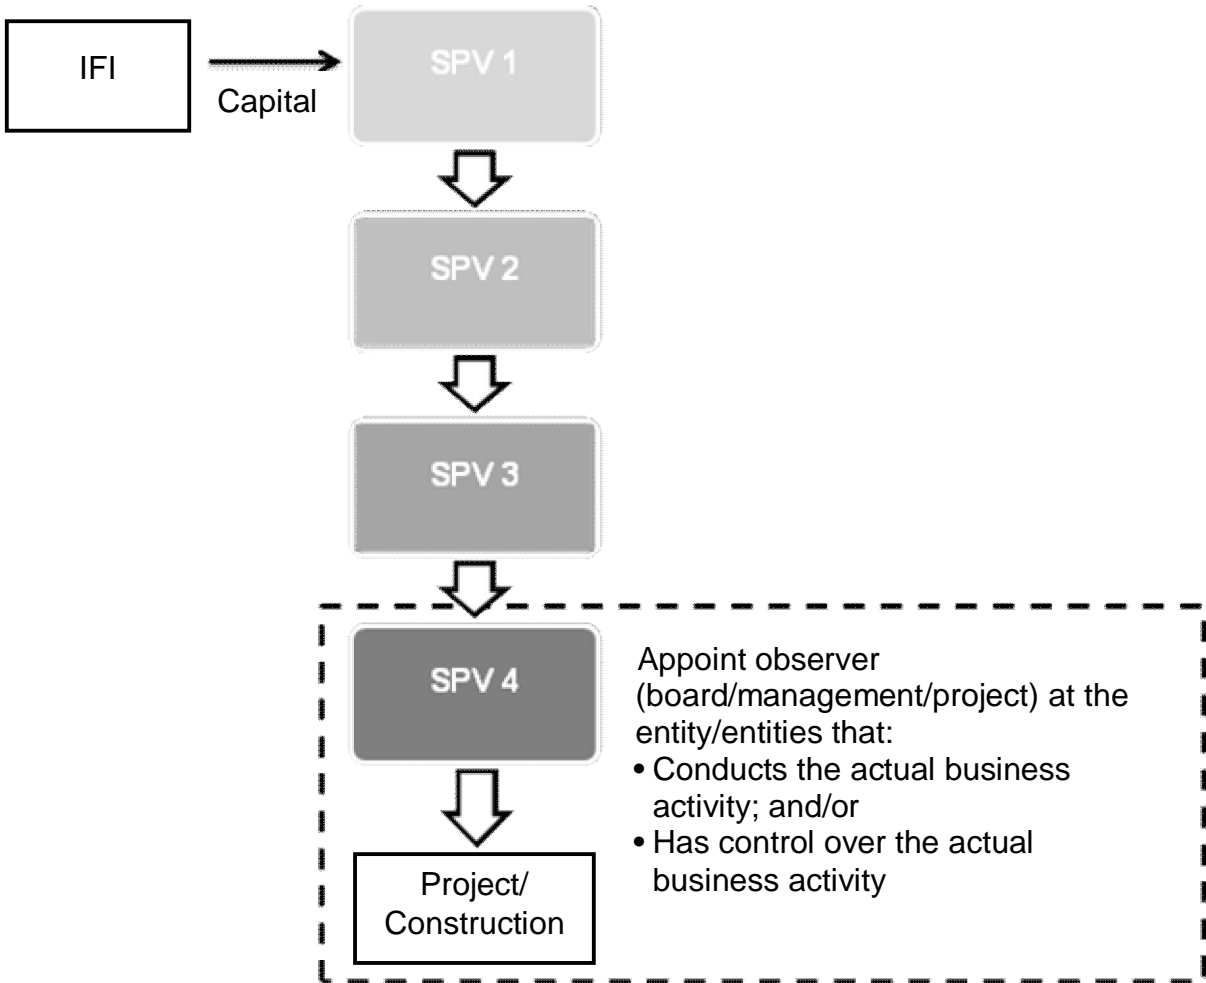 IFI
Capital
SPV 1
SPV 2
SPV 3
SPV 4
Appoint observer
(board/management/project) at the
entity/entities that:
• Conducts the actual business
activity; and/or
• Has control over the actual
business activity
Project/
Construction